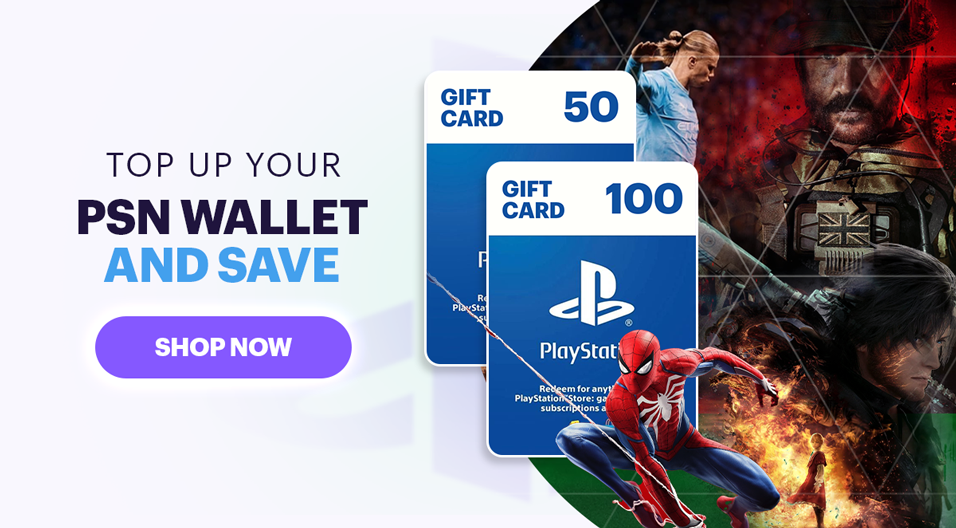 TOP UP YOUR
PSN WALLET
AND SAVE
SHOP NOW
GIFT
CARD
50
GIFT
CARD
100
PlayStat
Redeem for anyt
PlayStation Store: ga
subscriptions a